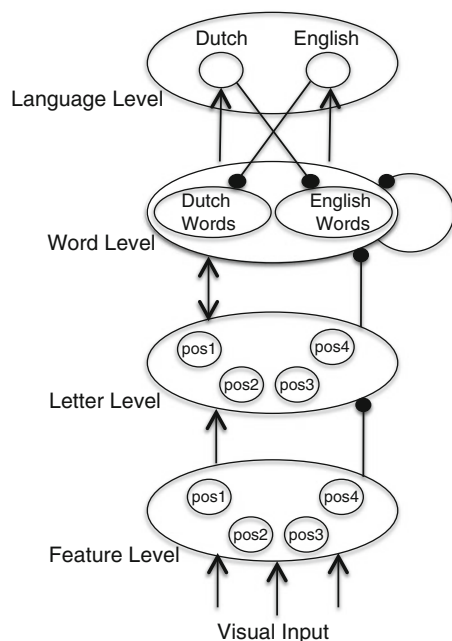 Dutch English
Language Level
Dutch Words English Words
Word Level
pos1 pos4
pos2 pos3
Letter Level
pos1 pos4
pos2 pos3
Feature Level
Visual Input